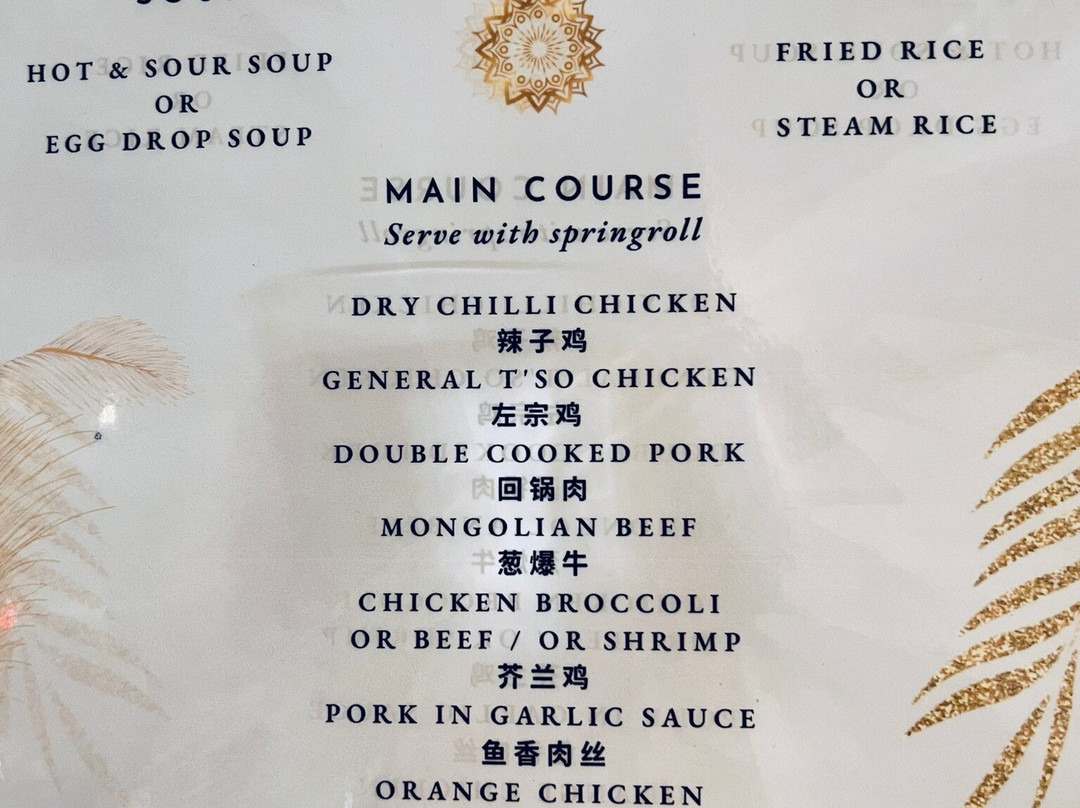 HOT & SOUR SOUP
OR
EGG DROP SOUP
FRIED RICE
OR
STEAM RICE
MAIN COURSE
Serve with springroll
DRY CHILLI CHICKEN
辣子鸡
GENERAL T'SO CHICKEN
左宗鸡
DOUBLE COOKED PORK
回锅肉
MONGOLIAN BEEF
葱爆牛
CHICKEN BROCCOLI
OR BEEF / OR SHRIMP
芥兰鸡
PORK IN GARLIC SAUCE
鱼香肉丝
ORANGE CHICKEN